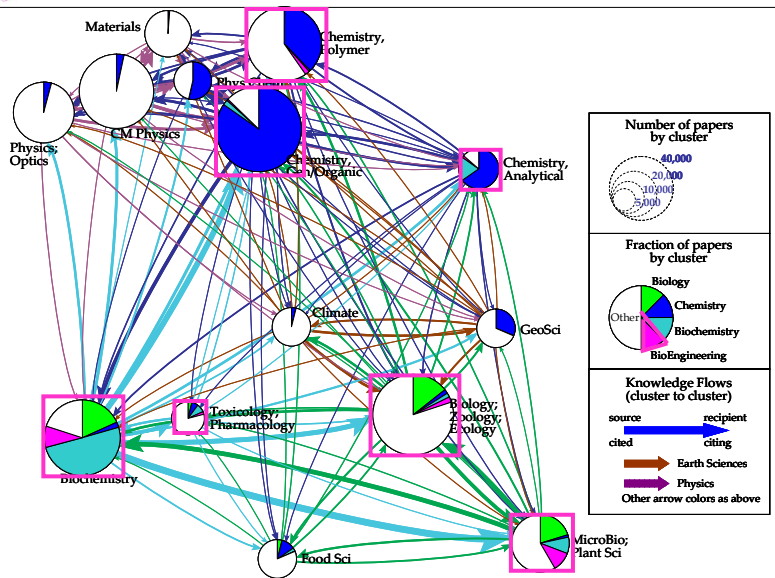 Materials
Chemistry,
Polymer
CM Physics
Physics;
Optics
Chemistry,
Gen/Organic
Chemistry,
Analytical
Climate
GeoSci
Toxicology;
Pharmacology
Biology;
Zoology;
Ecology
Biochemistry
MicroBio;
Plant Sci
Food Sci
Number of papers
by cluster
40,000
20,000
10,000
5,000
Fraction of papers
by cluster
Biology
Chemistry
Other
Biochemistry
BioEngineering
Knowledge Flows
(cluster to cluster)
source recipient
cited citing
Earth Sciences
Physics
Other arrow colors as above